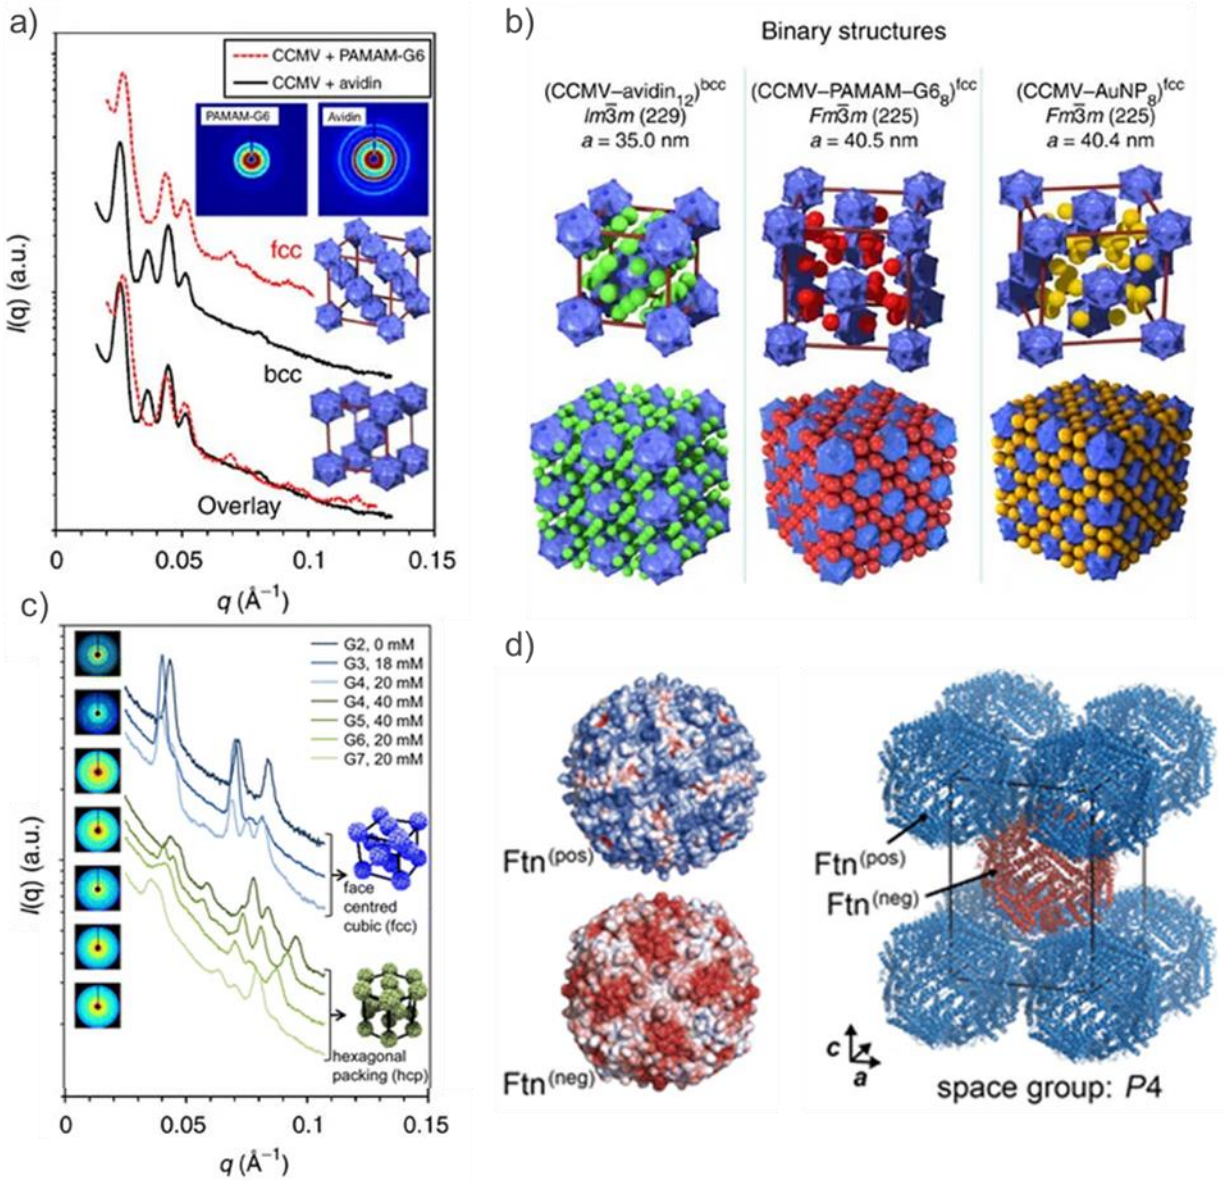 a)
CCMV + PAMAM-G6
CCMV + avidin
PAMAM-G6
Avidin
fcc
bcc
Overlay
I(q) (a.u.)
0 0.05 0.1 0.15
q (Å⁻¹)
b)
Binary structures
(CCMV–avidin₁₂)ᵇᶜᶜ
Im3̅m (229)
a = 35.0 nm
(CCMV–PAMAM–G6₈)ᶠᶜᶜ
Fm3̅m (225)
a = 40.5 nm
(CCMV–AuNP₈)ᶠᶜᶜ
Fm3̅m (225)
a = 40.4 nm
c)
G2, 0 mM
G3, 18 mM
G4, 20 mM
G4, 40 mM
G5, 40 mM
G6, 20 mM
G7, 20 mM
face
centred
cubic (fcc)
hexagonal
packing (hcp)
I(q) (a.u.)
0 0.05 0.1 0.15
q (Å⁻¹)
d)
Ftn⁽ᵖᵒˢ⁾
Ftn⁽ⁿᵉᵍ⁾
Ftn⁽ᵖᵒˢ⁾
Ftn⁽ⁿᵉᵍ⁾
c
a
space group: P4